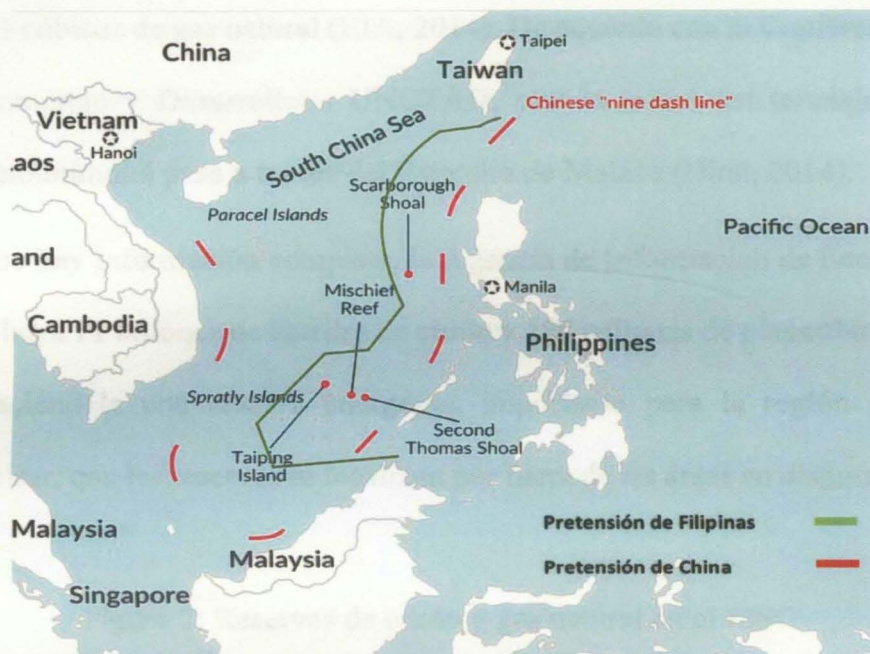 China
Taipei
Taiwan
Chinese "nine dash line"
Vietnam
Hanoi
South China Sea
.aos
Scarborough
Shoal
Paracel Islands
Pacific Ocean
and
Mischief
Reef
Manila
Cambodia
Philippines
Spratly Islands
Second
Thomas Shoal
Taiping
Island
Malaysia
Pretensión de Filipinas
Malaysia
Pretensión de China
Singapore